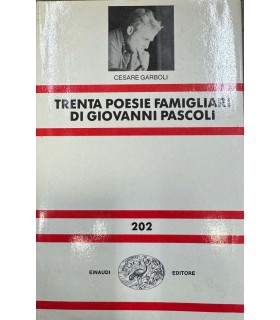 CESARE GARBOLI
TRENTA POESIE FAMIGLIARI
DI GIOVANNI PASCOLI
202
EINAUDI EDITORE